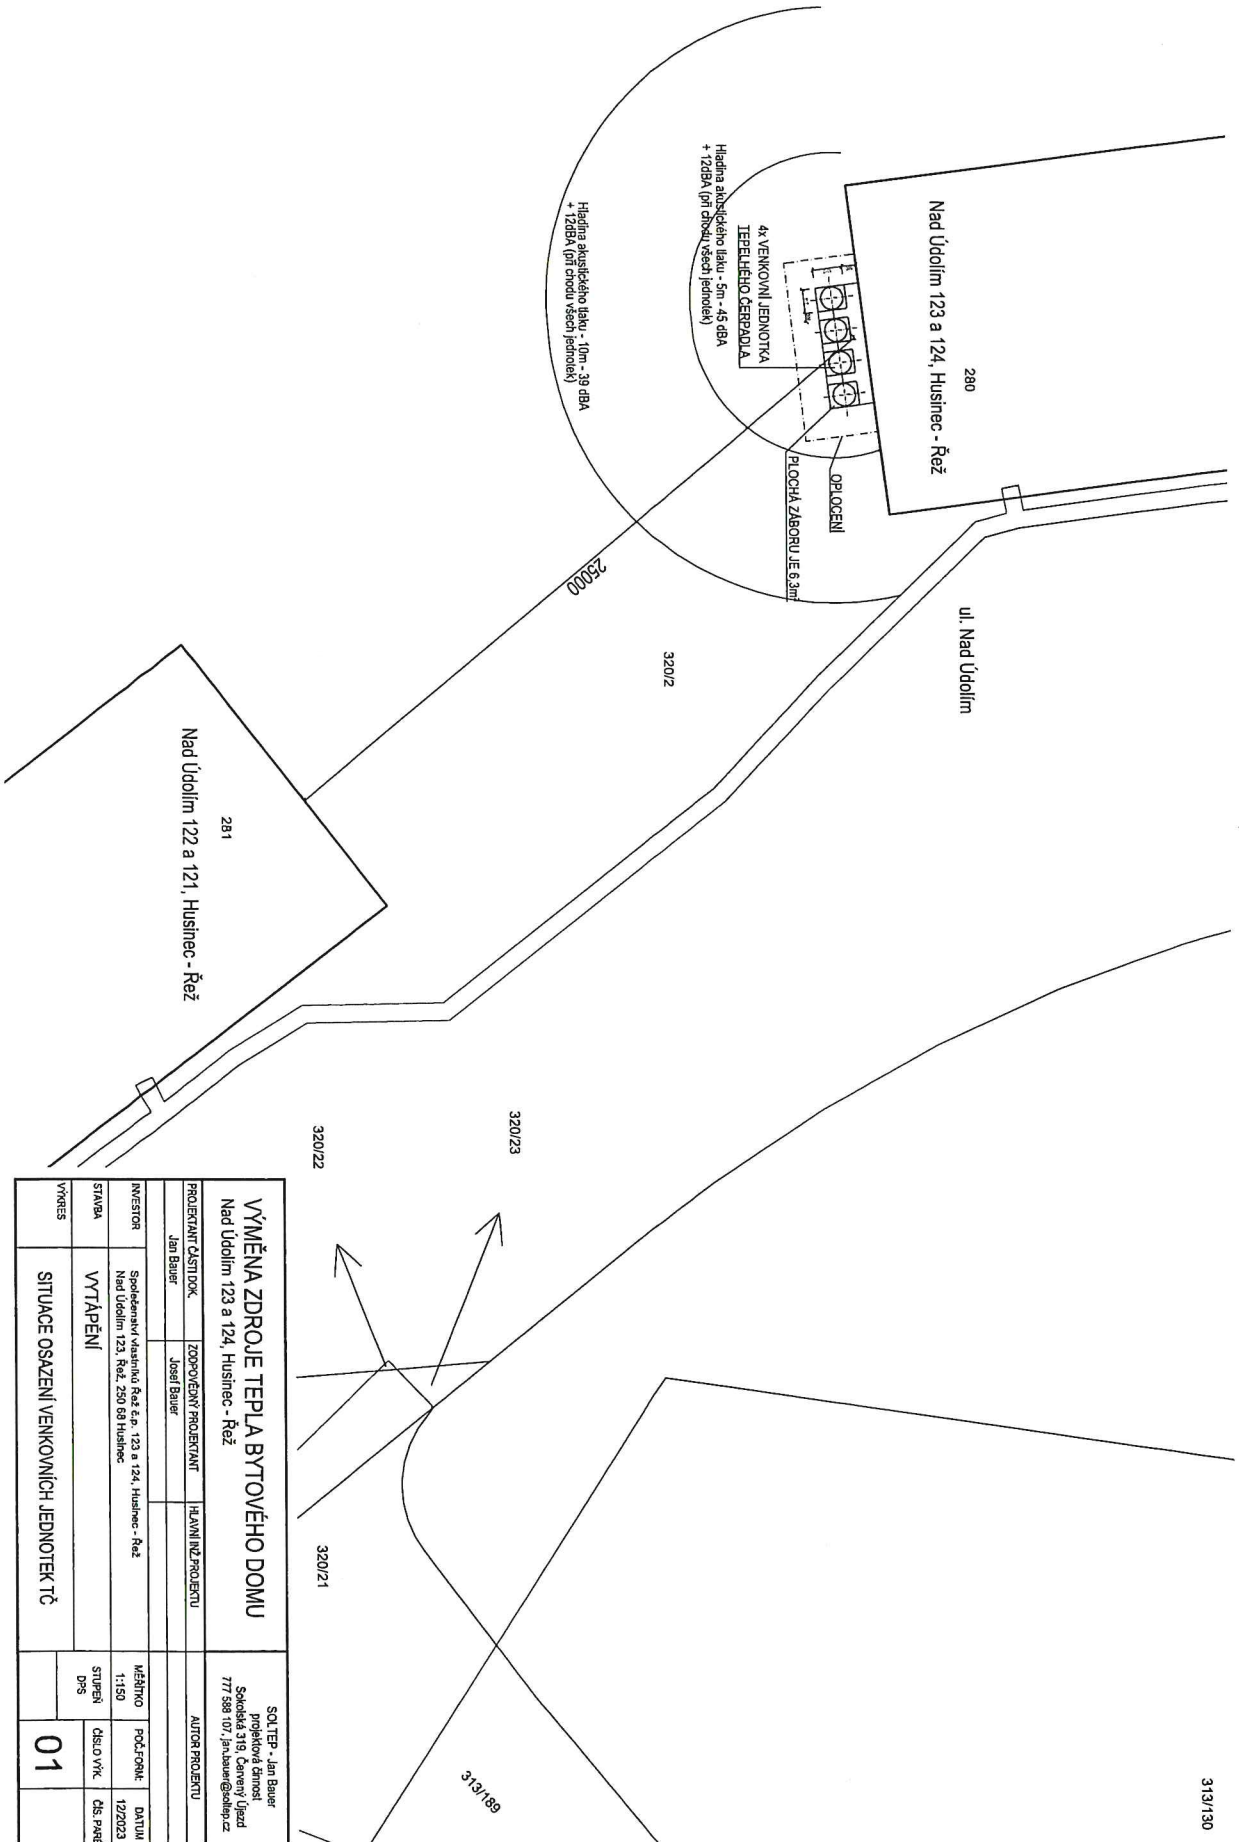 280
Nad Údolím 123 a 124, Husinec - Řež
ul. Nad Údolím
OPLOCENÍ
PLOCHÁ ZÁBORU JE 6,3m²
4x VENKOVNÍ JEDNOTKA
TEPELHÉHO ČERPADLA
Hladina akustického tlaku - 5m - 45 dBA
+ 12dBA (při chodu všech jednotek)
Hladina akustického tlaku - 10m - 39 dBA
+ 12dBA (při chodu všech jednotek)
25000
320/2
281
Nad Údolím 122 a 121, Husinec - Řež
320/23
320/22
320/21
313/189
313/130
VÝMĚNA ZDROJE TEPLA BYTOVÉHO DOMU
Nad Údolím 123 a 124, Husinec - Řež
SOLTEP - Jan Bauer
projektová činnost
Sokolská 319, Červený Újezd
777 588 107, jan.bauer@soltep.cz
PROJEKTANT ČÁSTI DOK.
ZODPOVĚDNÝ PROJEKTANT
HLAVNÍ INŽ.PROJEKTU
AUTOR PROJEKTU
Jan Bauer
Josef Bauer
INVESTOR
Společenství vlastníků Řež č.p. 123 a 124, Husinec - Řež
Nad Údolím 123, Řež, 250 68 Husinec
MĚŘÍTKO
1:150
POČ.FORM.
DATUM
12/2023
STAVBA
VYTÁPĚNÍ
STUPEŇ
DPS
ČÍSLO VÝK.
ČÍS. PARÉ
VÝKRES
SITUACE OSAZENÍ VENKOVNÍCH JEDNOTEK TČ
01